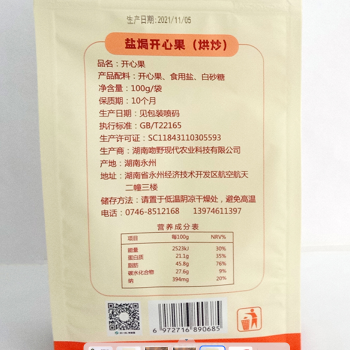 生产日期: 2021/11/05
盐焗开心果（烘炒）
品名：开心果
产品配料：开心果、食用盐、白砂糖
净含量：100g/袋
保质期：10个月
生产日期：见包装喷码
执行标准：GB/T22165
生产许可证：SC11843110305593
生产商：湖南吻野现代农业科技有限公司
产地：湖南永州
地址：湖南省永州经济技术开发区航空航天
二幢三楼
储存方法：请置于低温阴凉干燥处，避免高温
电话：0746-8512168 13974611397
营养成分表
项目 每100g NRV%
能量 2523kJ 30%
蛋白质 21.1g 35%
脂肪 45.8g 76%
碳水化合物 27.6g 9%
钠 394mg 20%
6 972716 890685